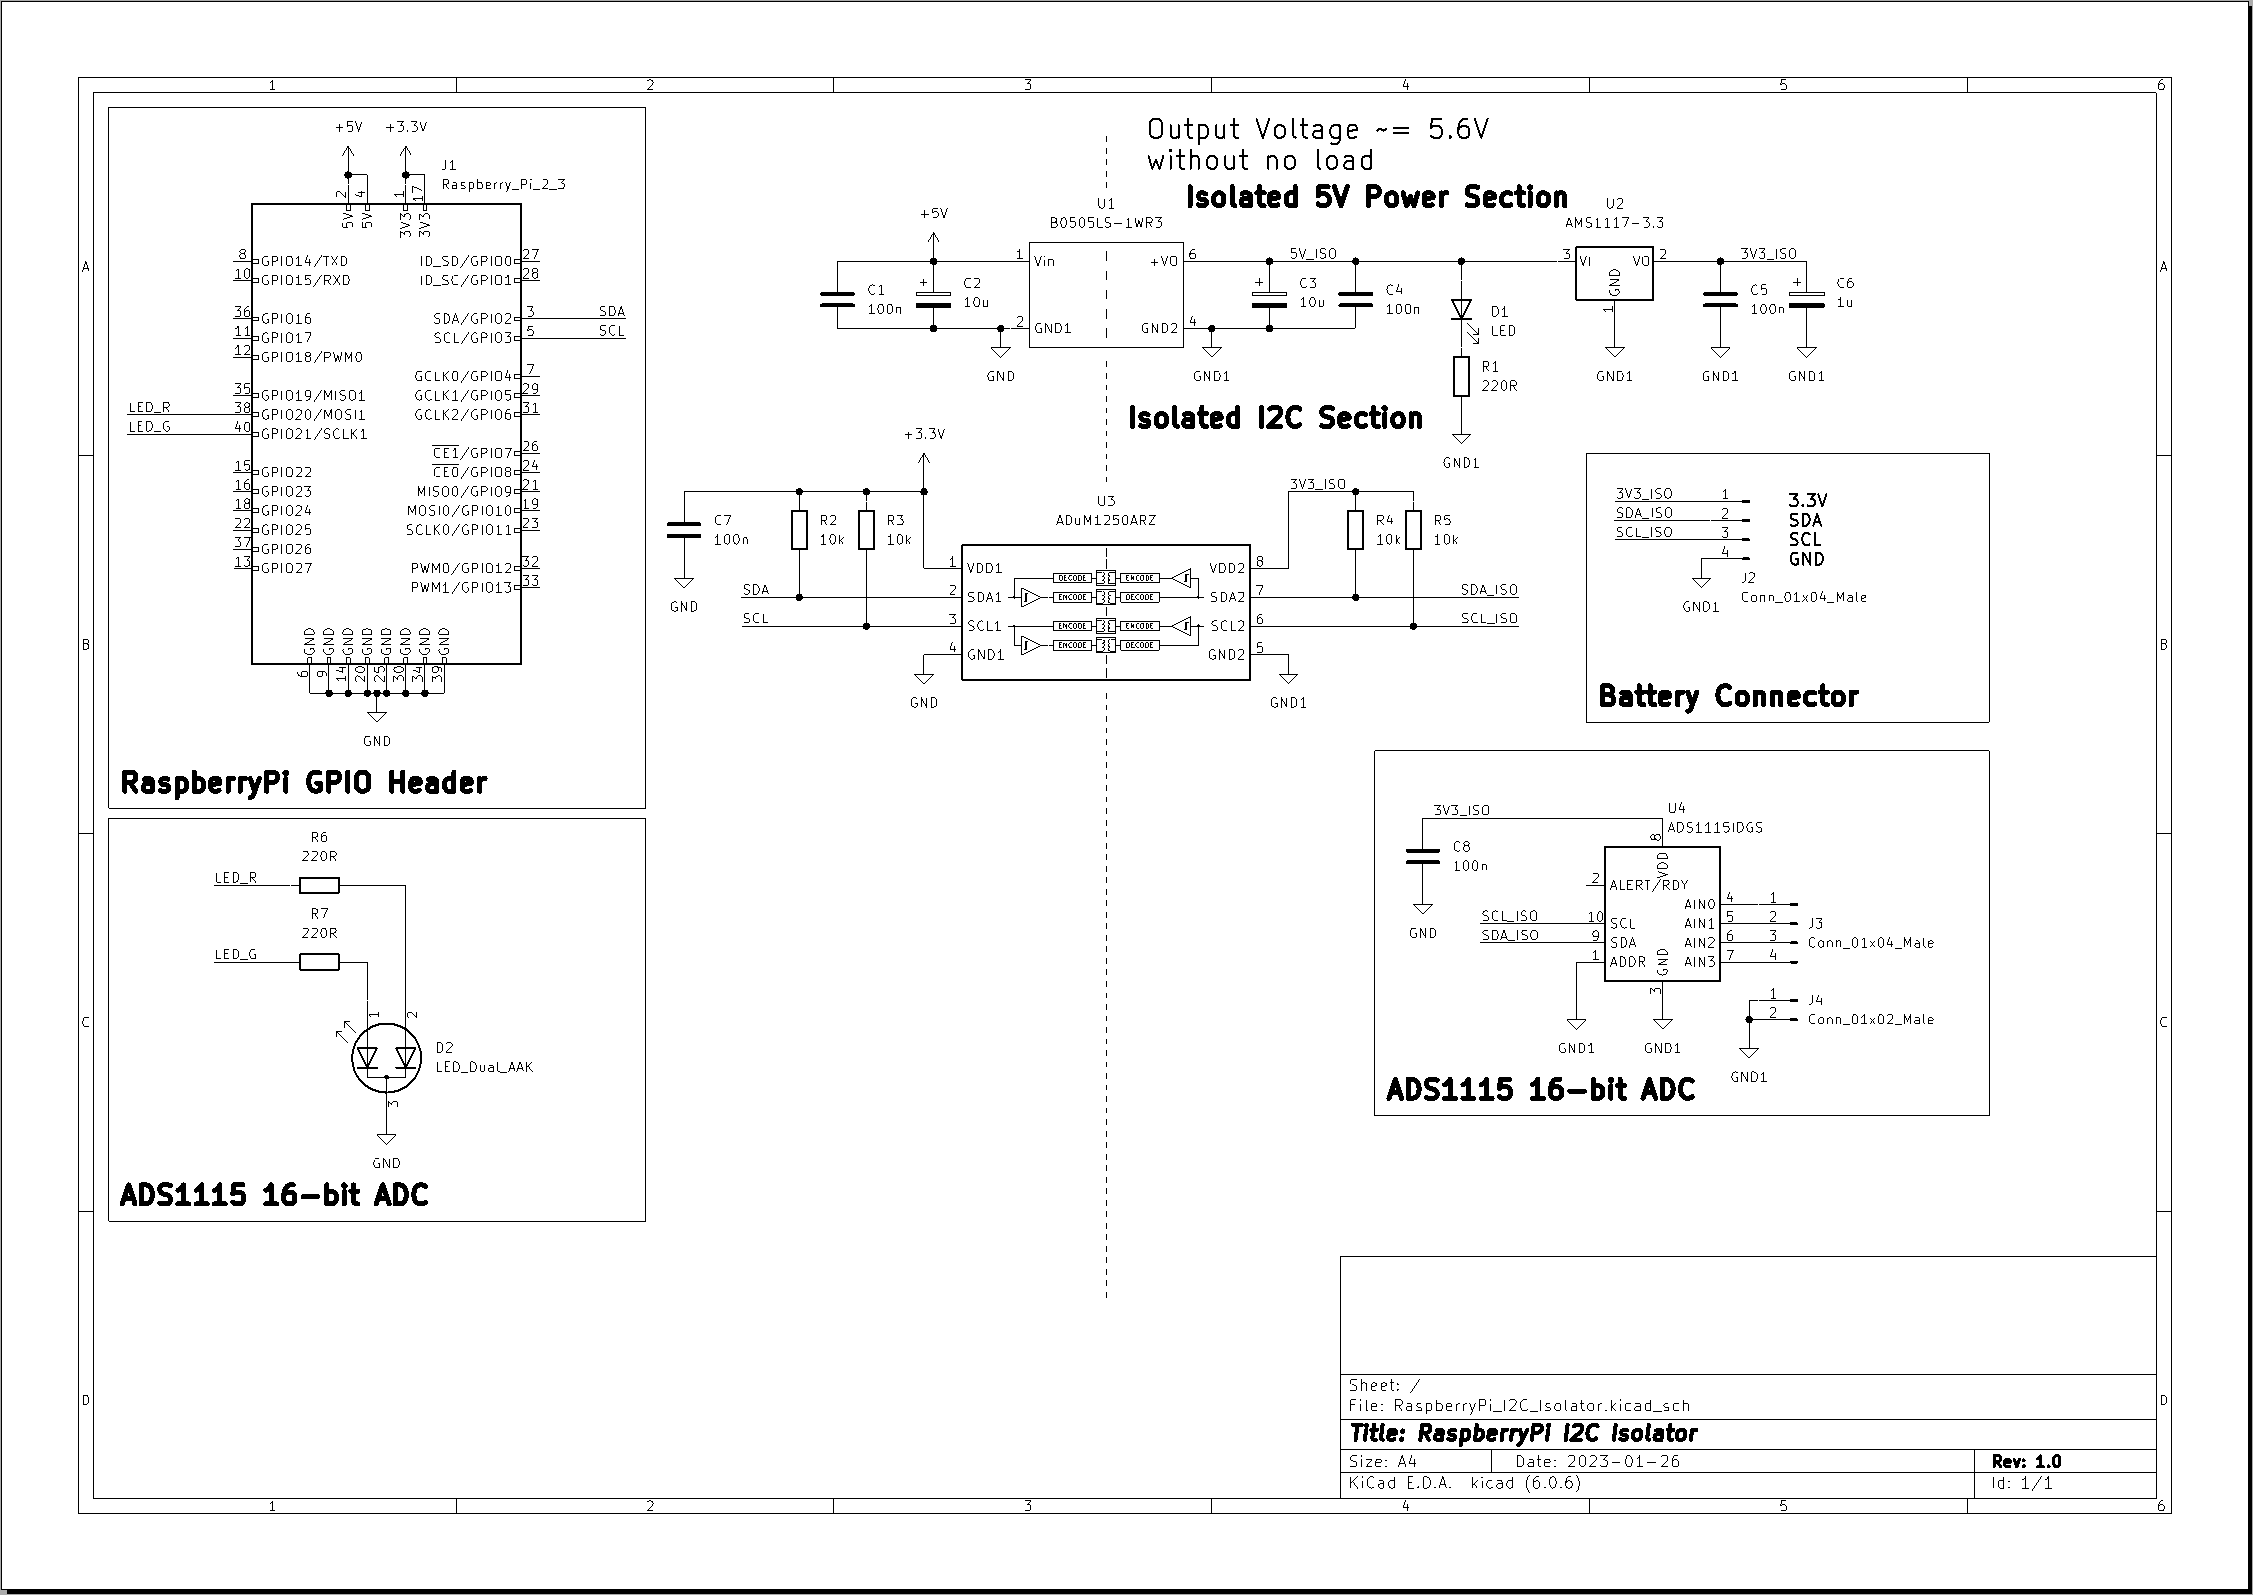 1 2 3 4 5 6
A
B
C
D
+5V +3.3V
J1
Raspberry_Pi_2_3
2 4 1 17
5V 5V 3V3 3V3
8 GPIO14/TXD ID_SD/GPIO0 27
10 GPIO15/RXD ID_SC/GPIO1 28
36 GPIO16 SDA/GPIO2 3 SDA
11 GPIO17 SCL/GPIO3 5 SCL
12 GPIO18/PWM0
GCLK0/GPIO4 7
35 GPIO19/MISO1 GCLK1/GPIO5 29
LED_R 38 GPIO20/MOSI1 GCLK2/GPIO6 31
LED_G 40 GPIO21/SCLK1
CE1/GPIO7 26
15 GPIO22 CE0/GPIO8 24
16 GPIO23 MISO0/GPIO9 21
18 GPIO24 MOSI0/GPIO10 19
22 GPIO25 SCLK0/GPIO11 23
37 GPIO26
13 GPIO27 PWM0/GPIO12 32
PWM1/GPIO13 33
GND GND GND GND GND GND GND GND
6 9 14 20 25 30 34 39
GND
RaspberryPi GPIO Header
R6
220R
LED_R
R7
220R
LED_G
1 2
D2
LED_Dual_AAK
3
GND
ADS1115 16-bit ADC
Output Voltage ~= 5.6V
without no load
Isolated 5V Power Section
+5V
U1
B0505LS-1WR3
1 Vin +VO 6
2 GND1 GND2 4
C1
100n
C2
10u
+
GND
5V_ISO
+
C3
10u
C4
100n
GND1
D1
LED
R1
220R
GND1
U2
AMS1117-3.3
3 VI VO 2
GND
1
GND1
3V3_ISO
C5
100n
GND1
+
C6
1u
GND1
Isolated I2C Section
+3.3V
C7
100n
GND
R2
10k
R3
10k
SDA
SCL
U3
ADuM1250ARZ
1 VDD1 VDD2 8
DECODE ENCODE
2 SDA1 SDA2 7
ENCODE DECODE
3 SCL1 SCL2 6
ENCODE ENCODE
4 GND1 GND2 5
ENCODE DECODE
GND
GND1
3V3_ISO
R4
10k
R5
10k
SDA_ISO
SCL_ISO
3V3_ISO 1 3.3V
SDA_ISO 2 SDA
SCL_ISO 3 SCL
4 GND
GND1
J2
Conn_01x04_Male
Battery Connector
3V3_ISO
C8
100n
GND
U4
ADS1115IDGS
8
VDD
2 ALERT/RDY
AIN0 4 1
SCL_ISO 10 SCL AIN1 5 2
SDA_ISO 9 SDA AIN2 6 3
1 ADDR AIN3 7 4
GND
3
J3
Conn_01x04_Male
1
2
J4
Conn_01x02_Male
GND1
GND1
GND1
ADS1115 16-bit ADC
Sheet: /
File: RaspberryPi_I2C_Isolator.kicad_sch
Title: RaspberryPi I2C Isolator
Size: A4 Date: 2023-01-26 Rev: 1.0
KiCad E.D.A. kicad (6.0.6) Id: 1/1
A
B
C
D
1 2 3 4 5 6